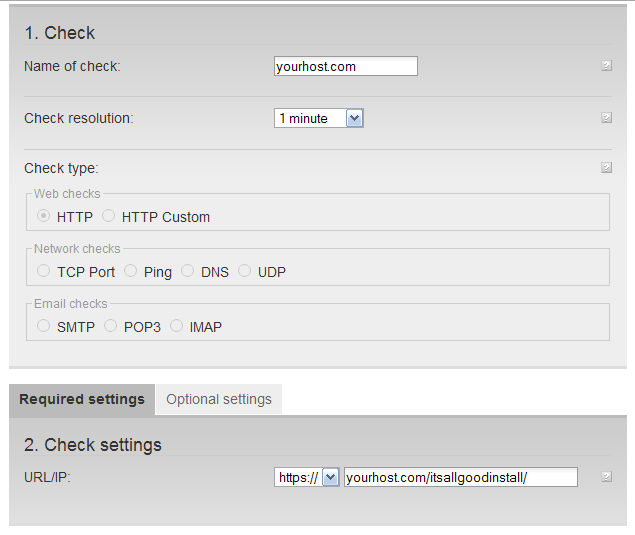 1. Check
Name of check: yourhost.com
Check resolution: 1 minute
Check type:
Web checks
HTTP HTTP Custom
Network checks
TCP Port Ping DNS UDP
Email checks
SMTP POP3 IMAP
Required settings Optional settings
2. Check settings
URL/IP: https:// yourhost.com/itsallgoodinstall/